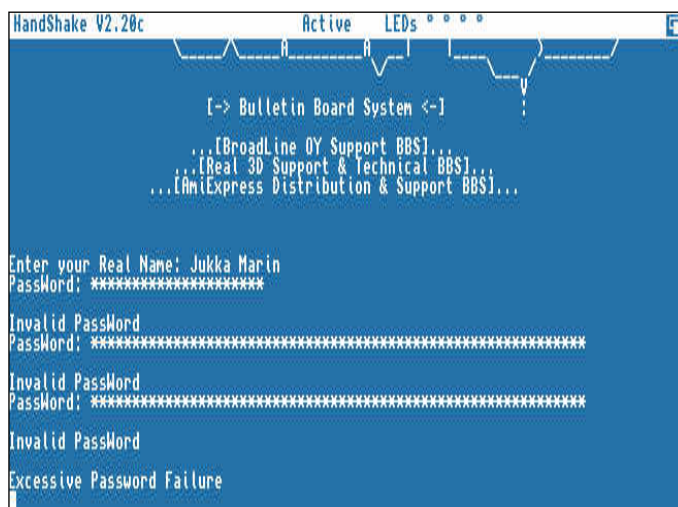 HandShake V2.20c Active LEDs ° ° ° °
[-> Bulletin Board System <-]
...[BroadLine OY Support BBS]...
...[Real 3D Support & Technical BBS]...
...[AmiExpress Distribution & Support BBS]...
Enter your Real Name: Jukka Marin
PassWord: *********************
Invalid PassWord
PassWord: ************************************************************
Invalid PassWord
PassWord: ************************************************************
Invalid PassWord
Excessive Password Failure